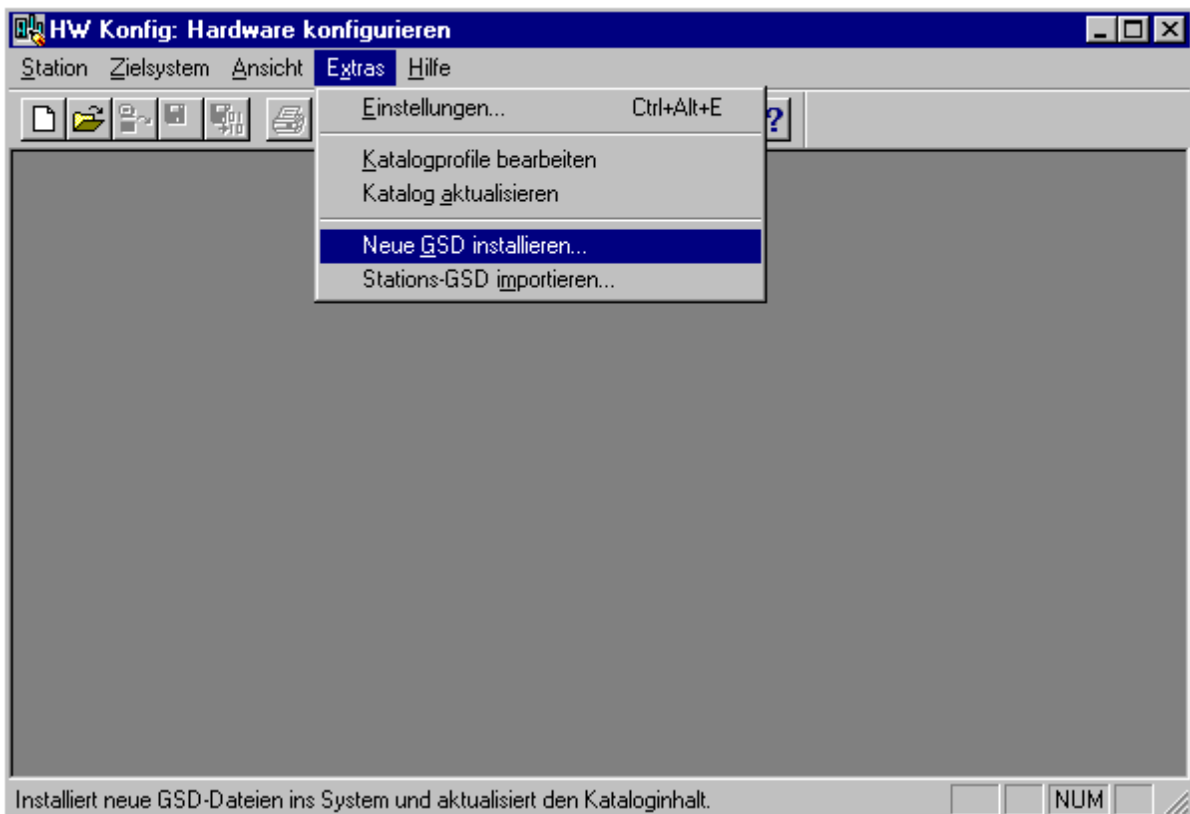 HW Konfig: Hardware konfigurieren
Station Zielsystem Ansicht Extras Hilfe
Einstellungen... Ctrl+Alt+E
?
Katalogprofile bearbeiten
Katalog aktualisieren
Neue GSD installieren...
Stations-GSD importieren...
Installiert neue GSD-Dateien ins System und aktualisiert den Kataloginhalt. NUM